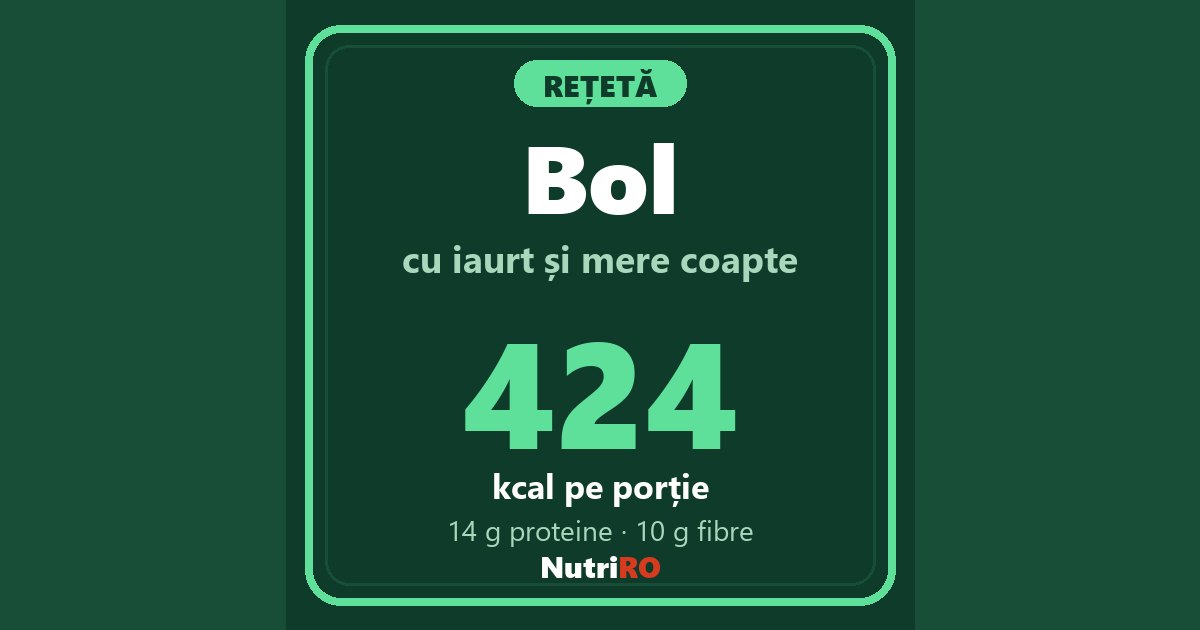 REȚETĂ
Bol
cu iaurt și mere coapte
424
kcal pe porție
14 g proteine · 10 g fibre
NutriRO